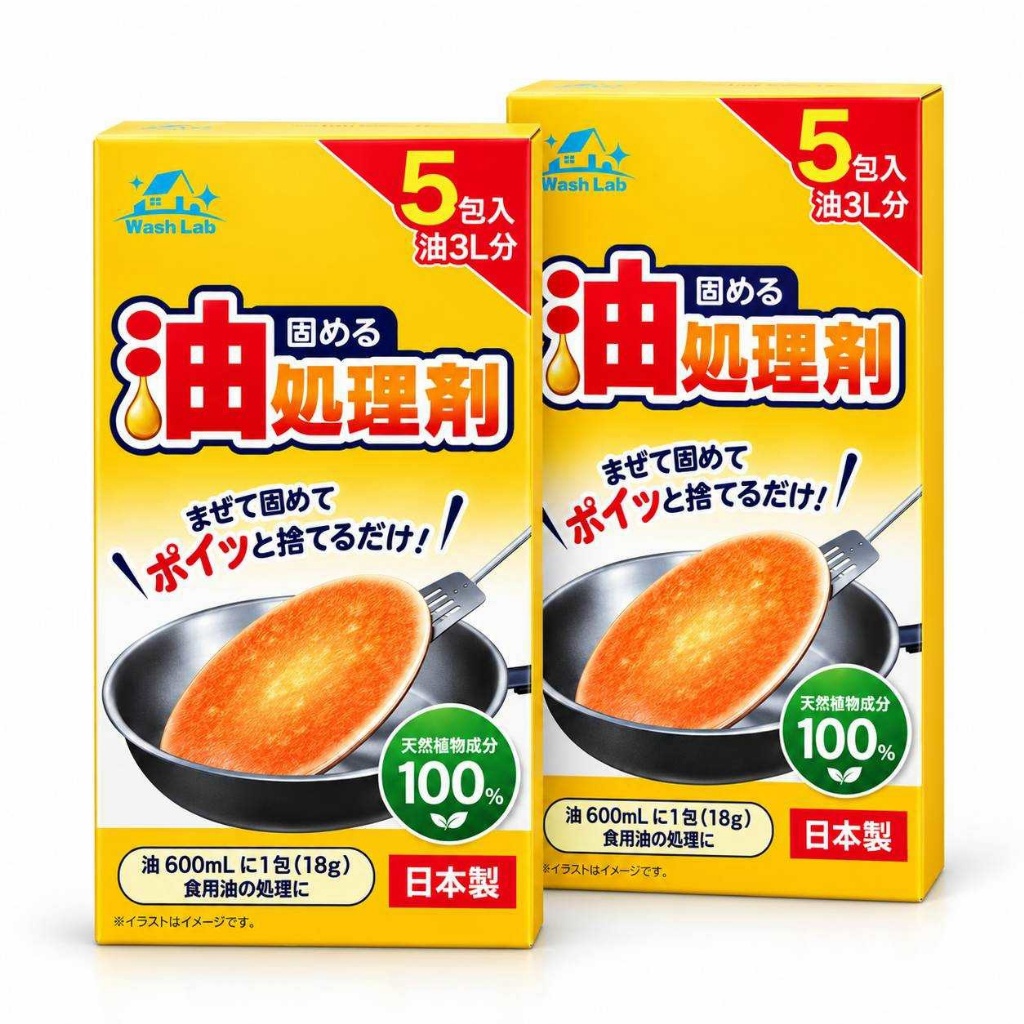 Wash Lab
5包入
油3L分
固める
油処理剤
まぜて固めて
ポイッと捨てるだけ!
天然植物成分
100%
油 600mL に1包(18g)
食用油の処理に
日本製
※イラストはイメージです。
Wash Lab
5包入
油3L分
固める
油処理剤
まぜて固めて
ポイッと捨てるだけ!
天然植物成分
100%
油 600mL に1包(18g)
食用油の処理に
日本製
※イラストはイメージです。